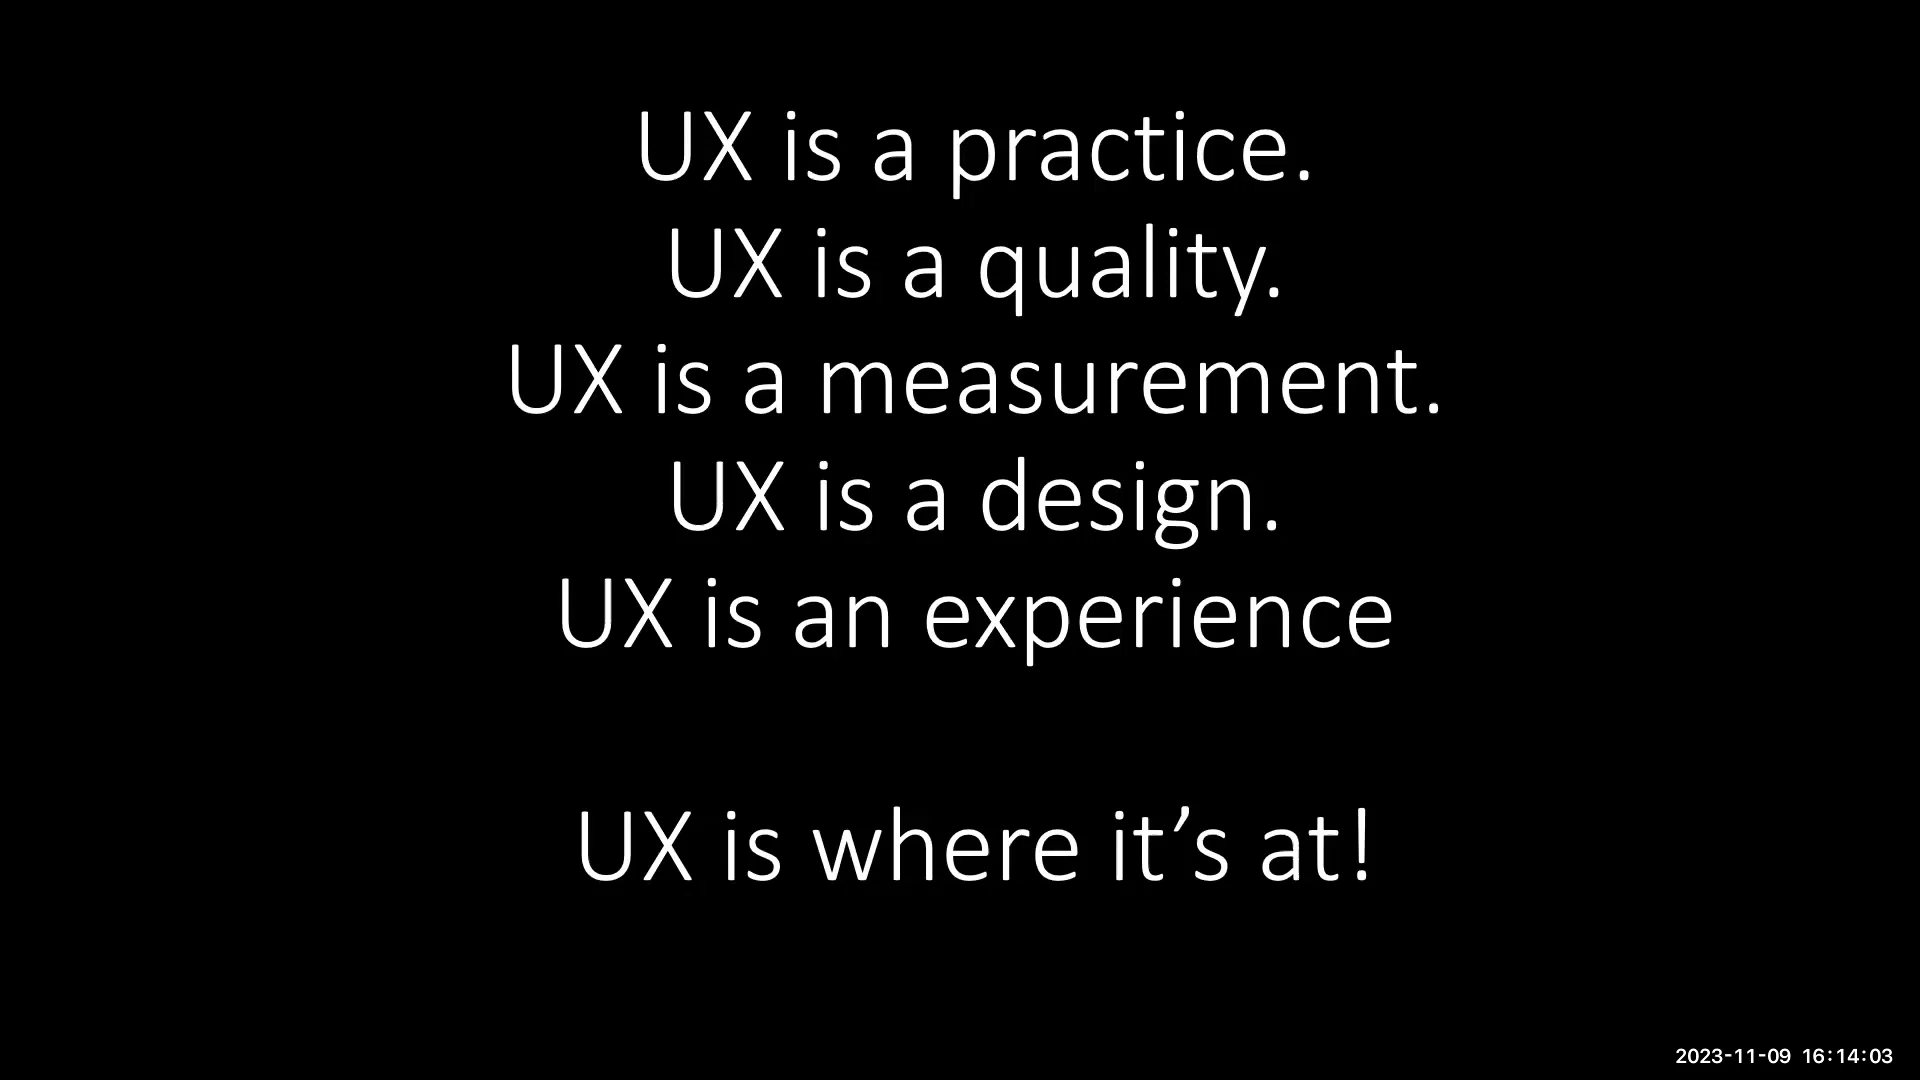 UX is a practice.
UX is a quality.
UX is a measurement.
UX is a design.
UX is an experience
UX is where it’s at!
2023-11-09 16:14:03